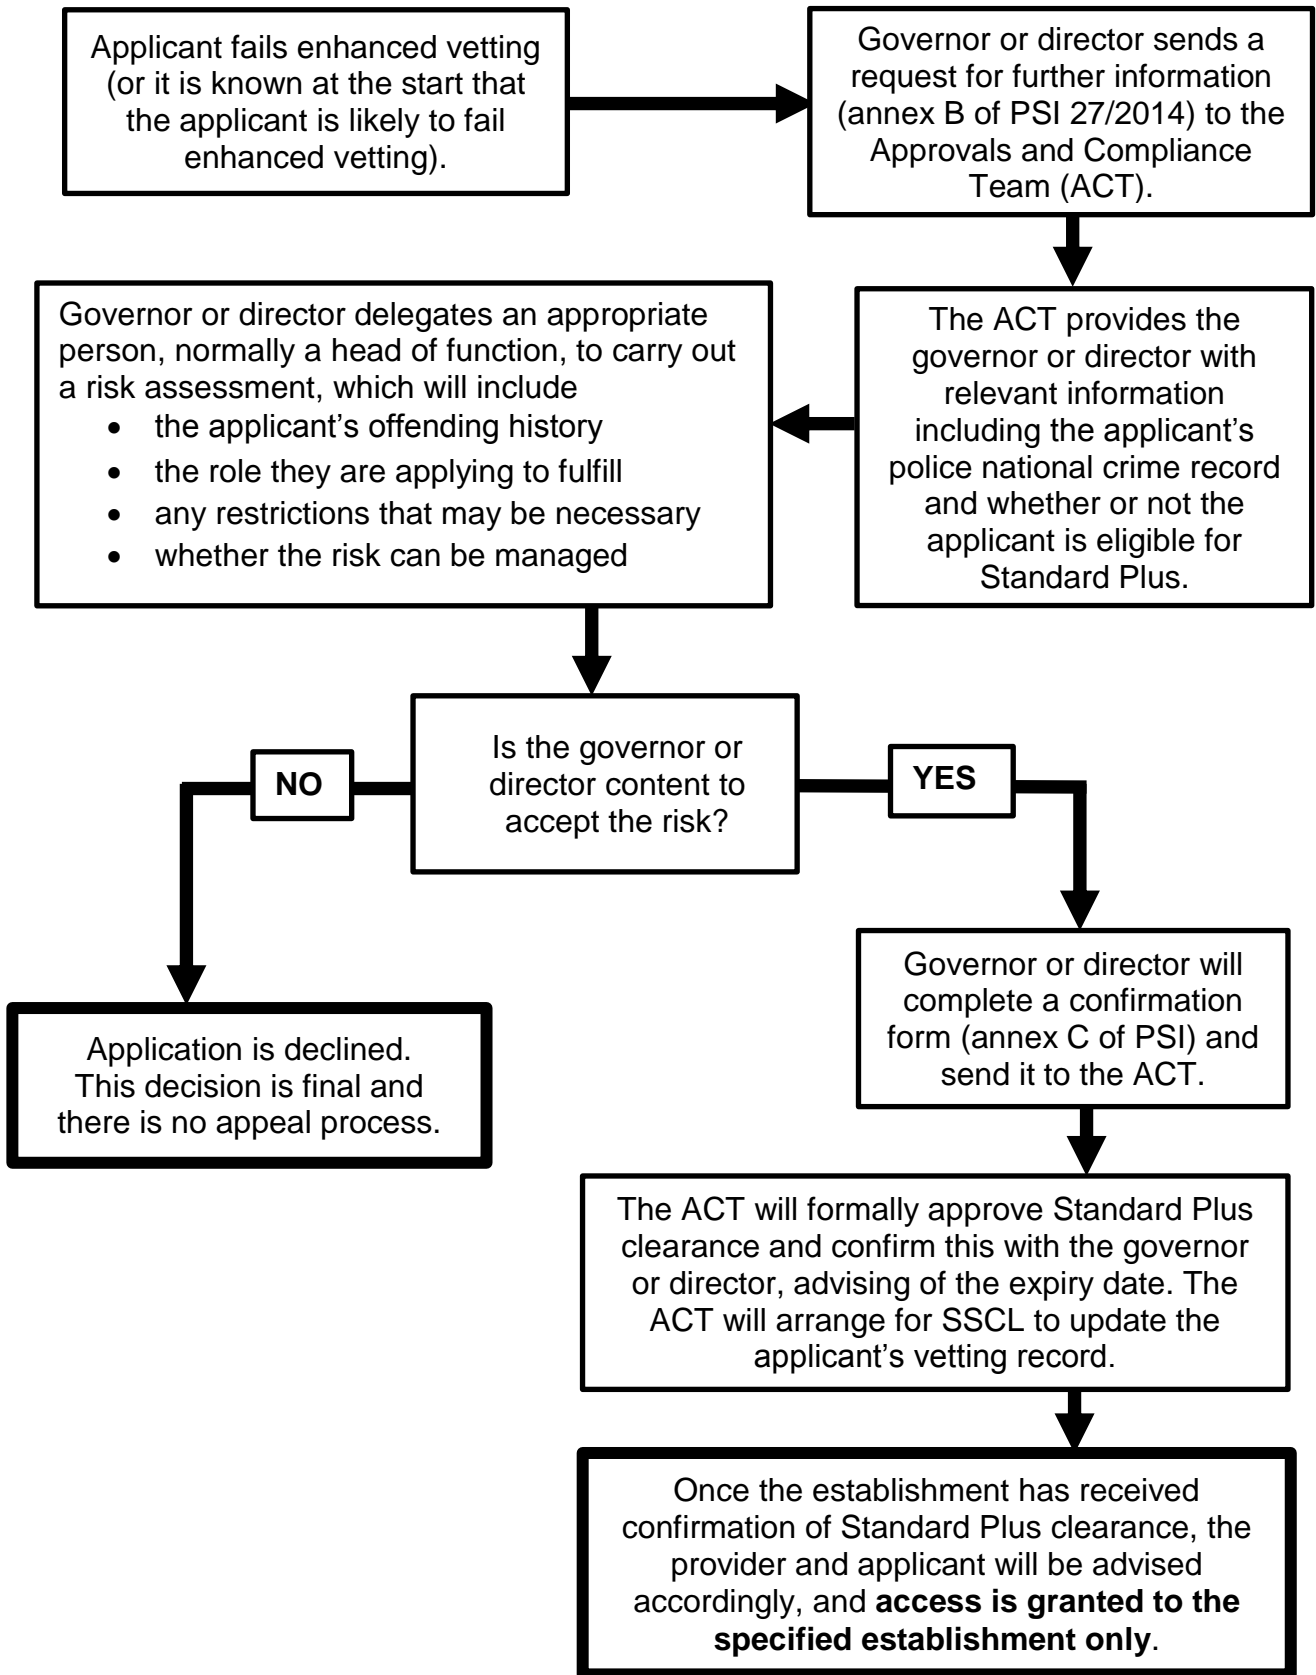 Applicant fails enhanced vetting
(or it is known at the start that
the applicant is likely to fail
enhanced vetting).
Governor or director sends a
request for further information
(annex B of PSI 27/2014) to the
Approvals and Compliance
Team (ACT).
The ACT provides the
governor or director with
relevant information
including the applicant’s
police national crime record
and whether or not the
applicant is eligible for
Standard Plus.
Governor or director delegates an appropriate
person, normally a head of function, to carry out
a risk assessment, which will include
• the applicant’s offending history
• the role they are applying to fulfill
• any restrictions that may be necessary
• whether the risk can be managed
Is the governor or
director content to
accept the risk?
NO
YES
Application is declined.
This decision is final and
there is no appeal process.
Governor or director will
complete a confirmation
form (annex C of PSI) and
send it to the ACT.
The ACT will formally approve Standard Plus
clearance and confirm this with the governor
or director, advising of the expiry date. The
ACT will arrange for SSCL to update the
applicant’s vetting record.
Once the establishment has received
confirmation of Standard Plus clearance, the
provider and applicant will be advised
accordingly, and access is granted to the
specified establishment only.